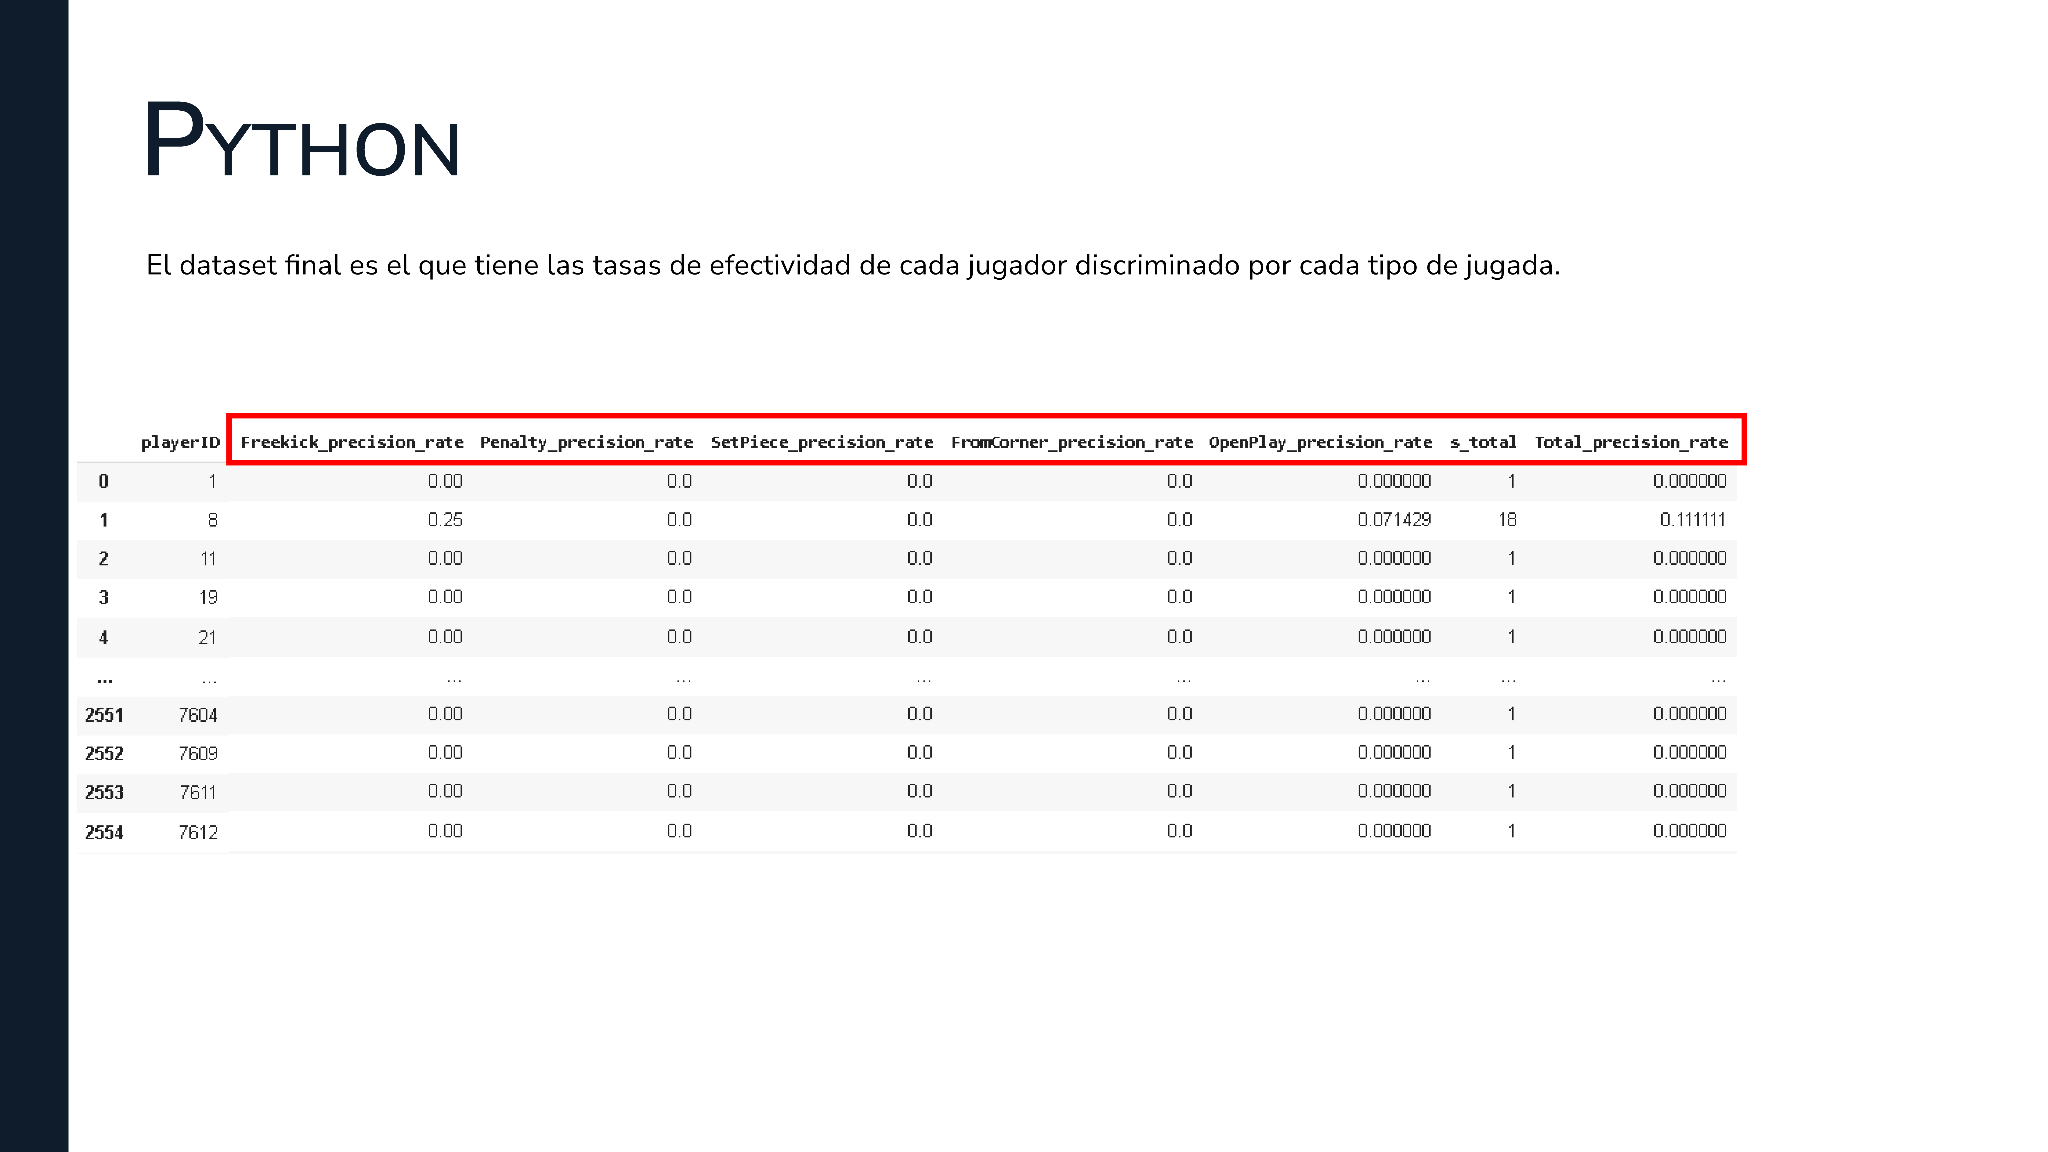 Python
El dataset final es el que tiene las tasas de efectividad de cada jugador discriminado por cada tipo de jugada.
playerID Freekick_precision_rate Penalty_precision_rate SetPiece_precision_rate FromCorner_precision_rate OpenPlay_precision_rate s_total Total_precision_rate
0 1 0.00 0.0 0.0 0.0 0.000000 1 0.000000
1 8 0.25 0.0 0.0 0.0 0.071429 18 0.111111
2 11 0.00 0.0 0.0 0.0 0.000000 1 0.000000
3 19 0.00 0.0 0.0 0.0 0.000000 1 0.000000
4 21 0.00 0.0 0.0 0.0 0.000000 1 0.000000
... ... ... ... ... ... ... ... ...
2551 7604 0.00 0.0 0.0 0.0 0.000000 1 0.000000
2552 7609 0.00 0.0 0.0 0.0 0.000000 1 0.000000
2553 7611 0.00 0.0 0.0 0.0 0.000000 1 0.000000
2554 7612 0.00 0.0 0.0 0.0 0.000000 1 0.000000